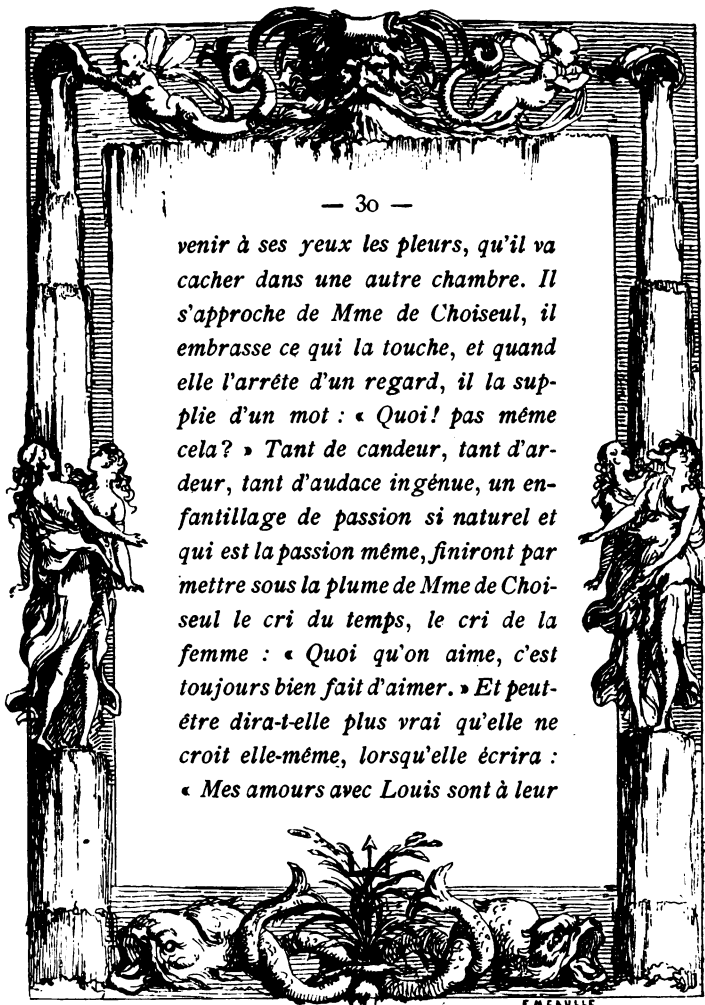 — 30 —
venir à ses yeux les pleurs, qu'il va
cacher dans une autre chambre. Il
s'approche de Mme de Choiseul, il
embrasse ce qui la touche, et quand
elle l'arrête d'un regard, il la sup-
plie d'un mot : « Quoi! pas même
cela? » Tant de candeur, tant d'ar-
deur, tant d'audace ingénue, un en-
fantillage de passion si naturel et
qui est la passion même, finiront par
mettre sous la plume de Mme de Choi-
seul le cri du temps, le cri de la
femme : « Quoi qu'on aime, c'est
toujours bien fait d'aimer. » Et peut-
être dira-t-elle plus vrai qu'elle ne
croit elle-même, lorsqu'elle écrira :
« Mes amours avec Louis sont à leur